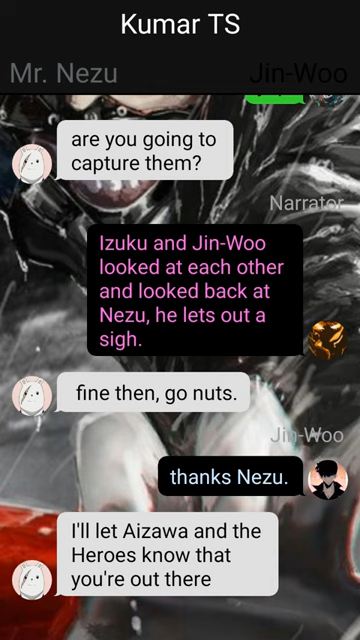 Kumar TS
Mr. Nezu
Jin-Woo
are you going to
capture them?
Narrator
Izuku and Jin-Woo
looked at each other
and looked back at
Nezu, he lets out a
sigh.
fine then, go nuts.
Jin-Woo
thanks Nezu.
I'll let Aizawa and the
Heroes know that
you're out there